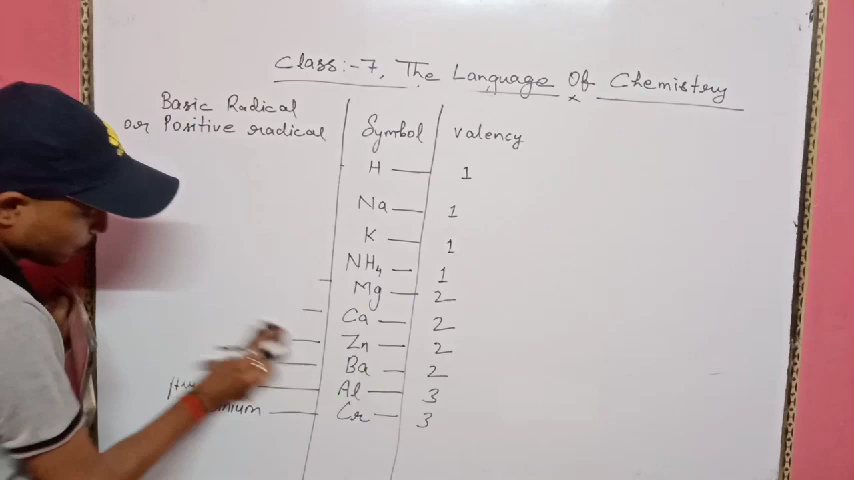 Class:-7, The Language Of Chemistry
Basic Radical
or Positive radical
Symbol
valency
H — 1
Na — 1
K — 1
NH₄ — 1
Mg — 2
Ca — 2
Zn — 2
Ba — 2
Al — 3
Cr — 3